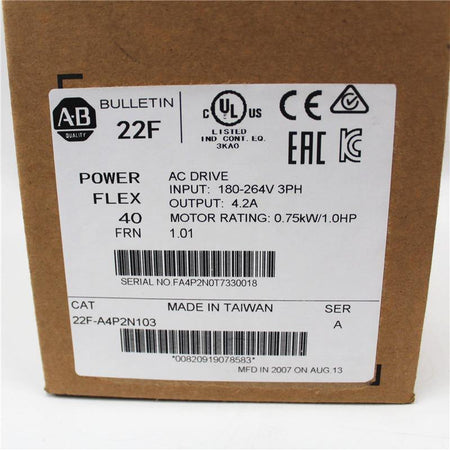 A-B
QUALITY
BULLETIN
22F
C UL US
LISTED
IND CONT. EQ.
3KA0
CE
EAC
POWER
FLEX
40
FRN 1.01
AC DRIVE
INPUT: 180-264V 3PH
OUTPUT: 4.2A
MOTOR RATING: 0.75kW/1.0HP
SERIAL NO.FA4P2N0T7330018
CAT
MADE IN TAIWAN
SER
22F-A4P2N103
A
*00820919078583*
MFD IN 2007 ON AUG 13